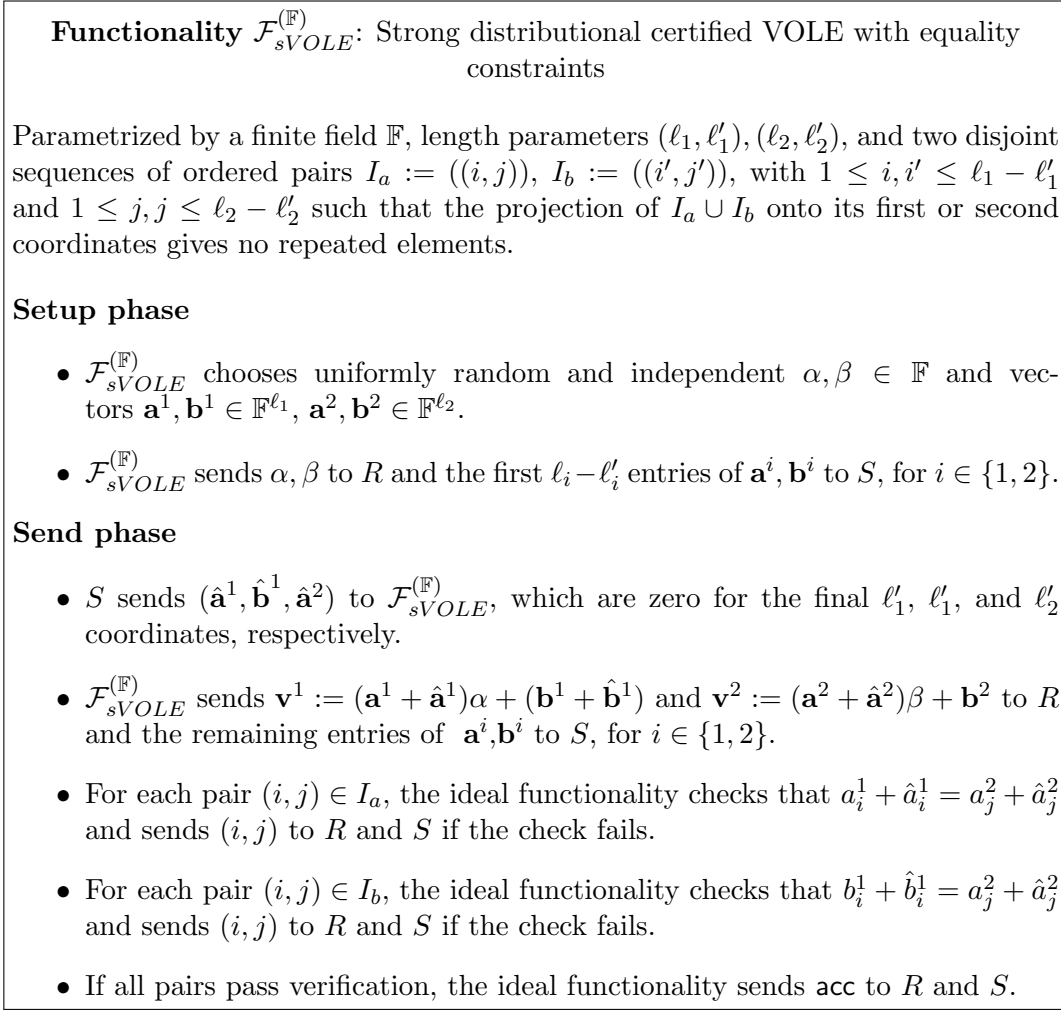 Functionality $\mathcal{F}_{sVOLE}^{(\mathbb{F})}$: Strong distributional certified VOLE with equality
constraints
Parametrized by a finite field $\mathbb{F}$, length parameters $(\ell_1, \ell_1'), (\ell_2, \ell_2')$, and two disjoint
sequences of ordered pairs $I_a := ((i, j))$, $I_b := ((i', j'))$, with $1 \leq i, i' \leq \ell_1 - \ell_1'$
and $1 \leq j, j \leq \ell_2 - \ell_2'$ such that the projection of $I_a \cup I_b$ onto its first or second
coordinates gives no repeated elements.
Setup phase
• $\mathcal{F}_{sVOLE}^{(\mathbb{F})}$ chooses uniformly random and independent $\alpha, \beta \in \mathbb{F}$ and vec-
tors $\mathbf{a}^1, \mathbf{b}^1 \in \mathbb{F}^{\ell_1}$, $\mathbf{a}^2, \mathbf{b}^2 \in \mathbb{F}^{\ell_2}$.
• $\mathcal{F}_{sVOLE}^{(\mathbb{F})}$ sends $\alpha, \beta$ to $R$ and the first $\ell_i - \ell_i'$ entries of $\mathbf{a}^i, \mathbf{b}^i$ to $S$, for $i \in \{1, 2\}$.
Send phase
• $S$ sends $(\hat{\mathbf{a}}^1, \hat{\mathbf{b}}^1, \hat{\mathbf{a}}^2)$ to $\mathcal{F}_{sVOLE}^{(\mathbb{F})}$, which are zero for the final $\ell_1'$, $\ell_1'$, and $\ell_2'$
coordinates, respectively.
• $\mathcal{F}_{sVOLE}^{(\mathbb{F})}$ sends $\mathbf{v}^1 := (\mathbf{a}^1 + \hat{\mathbf{a}}^1)\alpha + (\mathbf{b}^1 + \hat{\mathbf{b}}^1)$ and $\mathbf{v}^2 := (\mathbf{a}^2 + \hat{\mathbf{a}}^2)\beta + \mathbf{b}^2$ to $R$
and the remaining entries of $\mathbf{a}^i$,$\mathbf{b}^i$ to $S$, for $i \in \{1, 2\}$.
• For each pair $(i, j) \in I_a$, the ideal functionality checks that $a_i^1 + \hat{a}_i^1 = a_j^2 + \hat{a}_j^2$
and sends $(i, j)$ to $R$ and $S$ if the check fails.
• For each pair $(i, j) \in I_b$, the ideal functionality checks that $b_i^1 + \hat{b}_i^1 = a_j^2 + \hat{a}_j^2$
and sends $(i, j)$ to $R$ and $S$ if the check fails.
• If all pairs pass verification, the ideal functionality sends acc to $R$ and $S$.